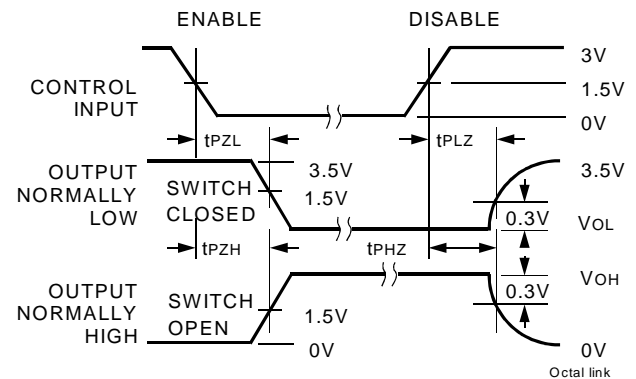 ENABLE DISABLE
3V
CONTROL
INPUT
1.5V
0V
tPZL tPLZ
3.5V 3.5V
OUTPUT
NORMALLY
LOW
SWITCH
CLOSED
1.5V
0.3V
VOL
tPZH tPHZ
VOH
OUTPUT
NORMALLY
HIGH
SWITCH
OPEN
0.3V
1.5V
0V 0V
Octal link